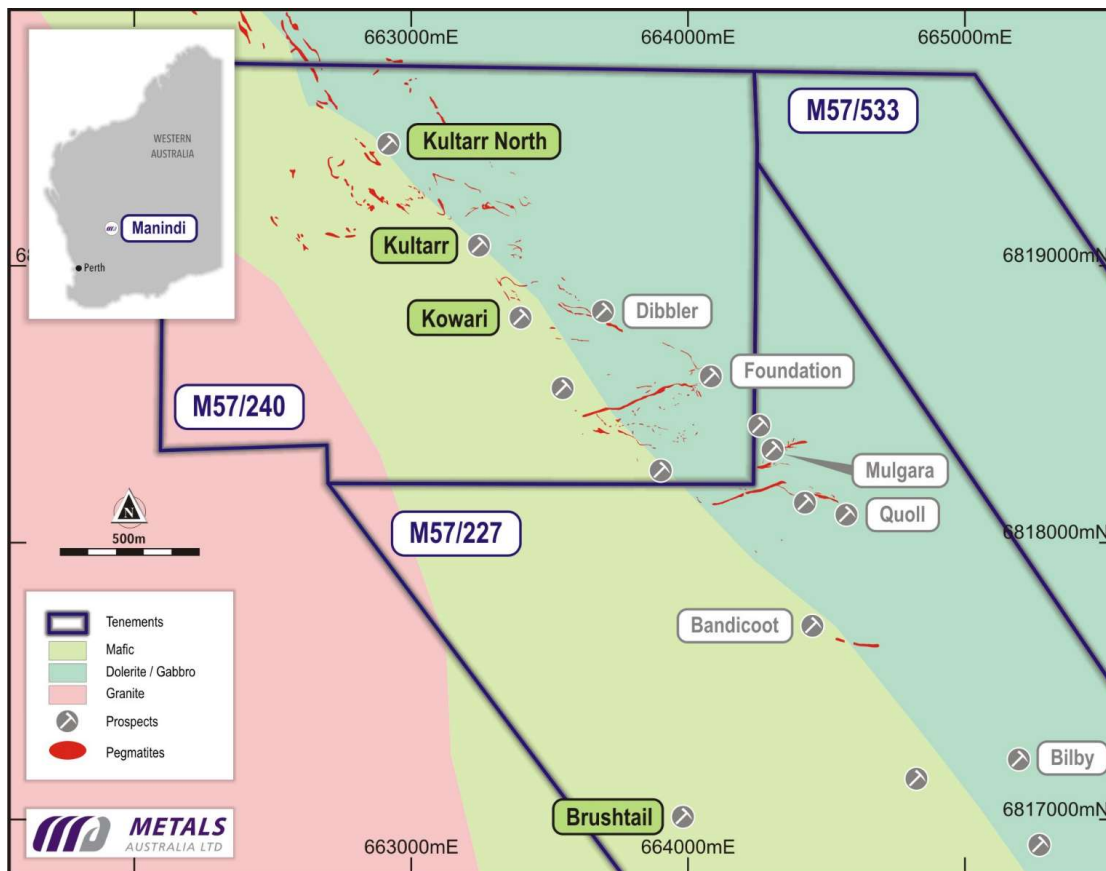 663000mE
664000mE
665000mE
WESTERN
AUSTRALIA
Manindi
Perth
M57/533
Kultarr North
Kultarr
6819000mN
Kowari
Dibbler
Foundation
M57/240
Mulgara
N
500m
M57/227
Quoll
6818000mN
Bandicoot
Tenements
Mafic
Dolerite / Gabbro
Granite
Prospects
Pegmatites
Bilby
Brushtail
6817000mN
METALS
AUSTRALIA LTD
663000mE
664000mE
665000mE